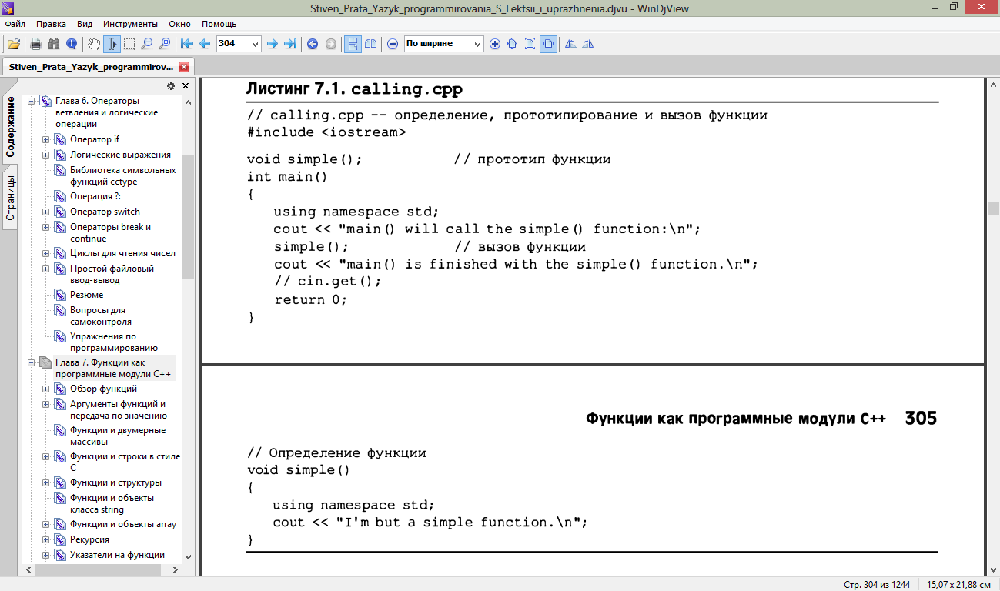 Stiven_Prata_Yazyk_programmirovania_S_Lektsii_i_uprazhnenia.djvu - WinDjView
Файл Правка Вид Инструменты Окно Помощь
304 По ширине
Stiven_Prata_Yazyk_programmirov...
Содержание
Страницы
Глава 6. Операторы
ветвления и логические
операции
Оператор if
Логические выражения
Библиотека символьных
функций cctype
Операция ?:
Оператор switch
Операторы break и
continue
Циклы для чтения чисел
Простой файловый
ввод-вывод
Резюме
Вопросы для
самоконтроля
Упражнения по
программированию
Глава 7. Функции как
программные модули C++
Обзор функций
Аргументы функций и
передача по значению
Функции и двумерные
массивы
Функции и строки в стиле
C
Функции и структуры
Функции и объекты
класса string
Функции и объекты array
Рекурсия
Указатели на функции
Листинг 7.1. calling.cpp
// calling.cpp -- определение, прототипирование и вызов функции
#include <iostream>
void simple(); // прототип функции
int main()
{
using namespace std;
cout << "main() will call the simple() function:\n";
simple(); // вызов функции
cout << "main() is finished with the simple() function.\n";
// cin.get();
return 0;
}
Функции как программные модули C++ 305
// Определение функции
void simple()
{
using namespace std;
cout << "I'm but a simple function.\n";
}
Стр. 304 из 1244 15,07 x 21,88 см